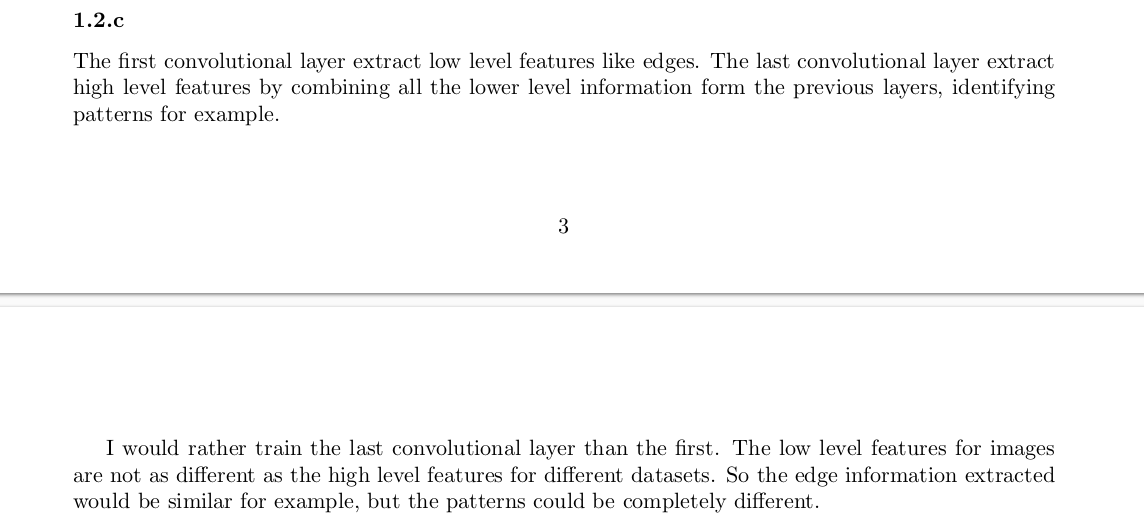 1.2.c
The first convolutional layer extract low level features like edges. The last convolutional layer extract
high level features by combining all the lower level information form the previous layers, identifying
patterns for example.
3
I would rather train the last convolutional layer than the first. The low level features for images
are not as different as the high level features for different datasets. So the edge information extracted
would be similar for example, but the patterns could be completely different.